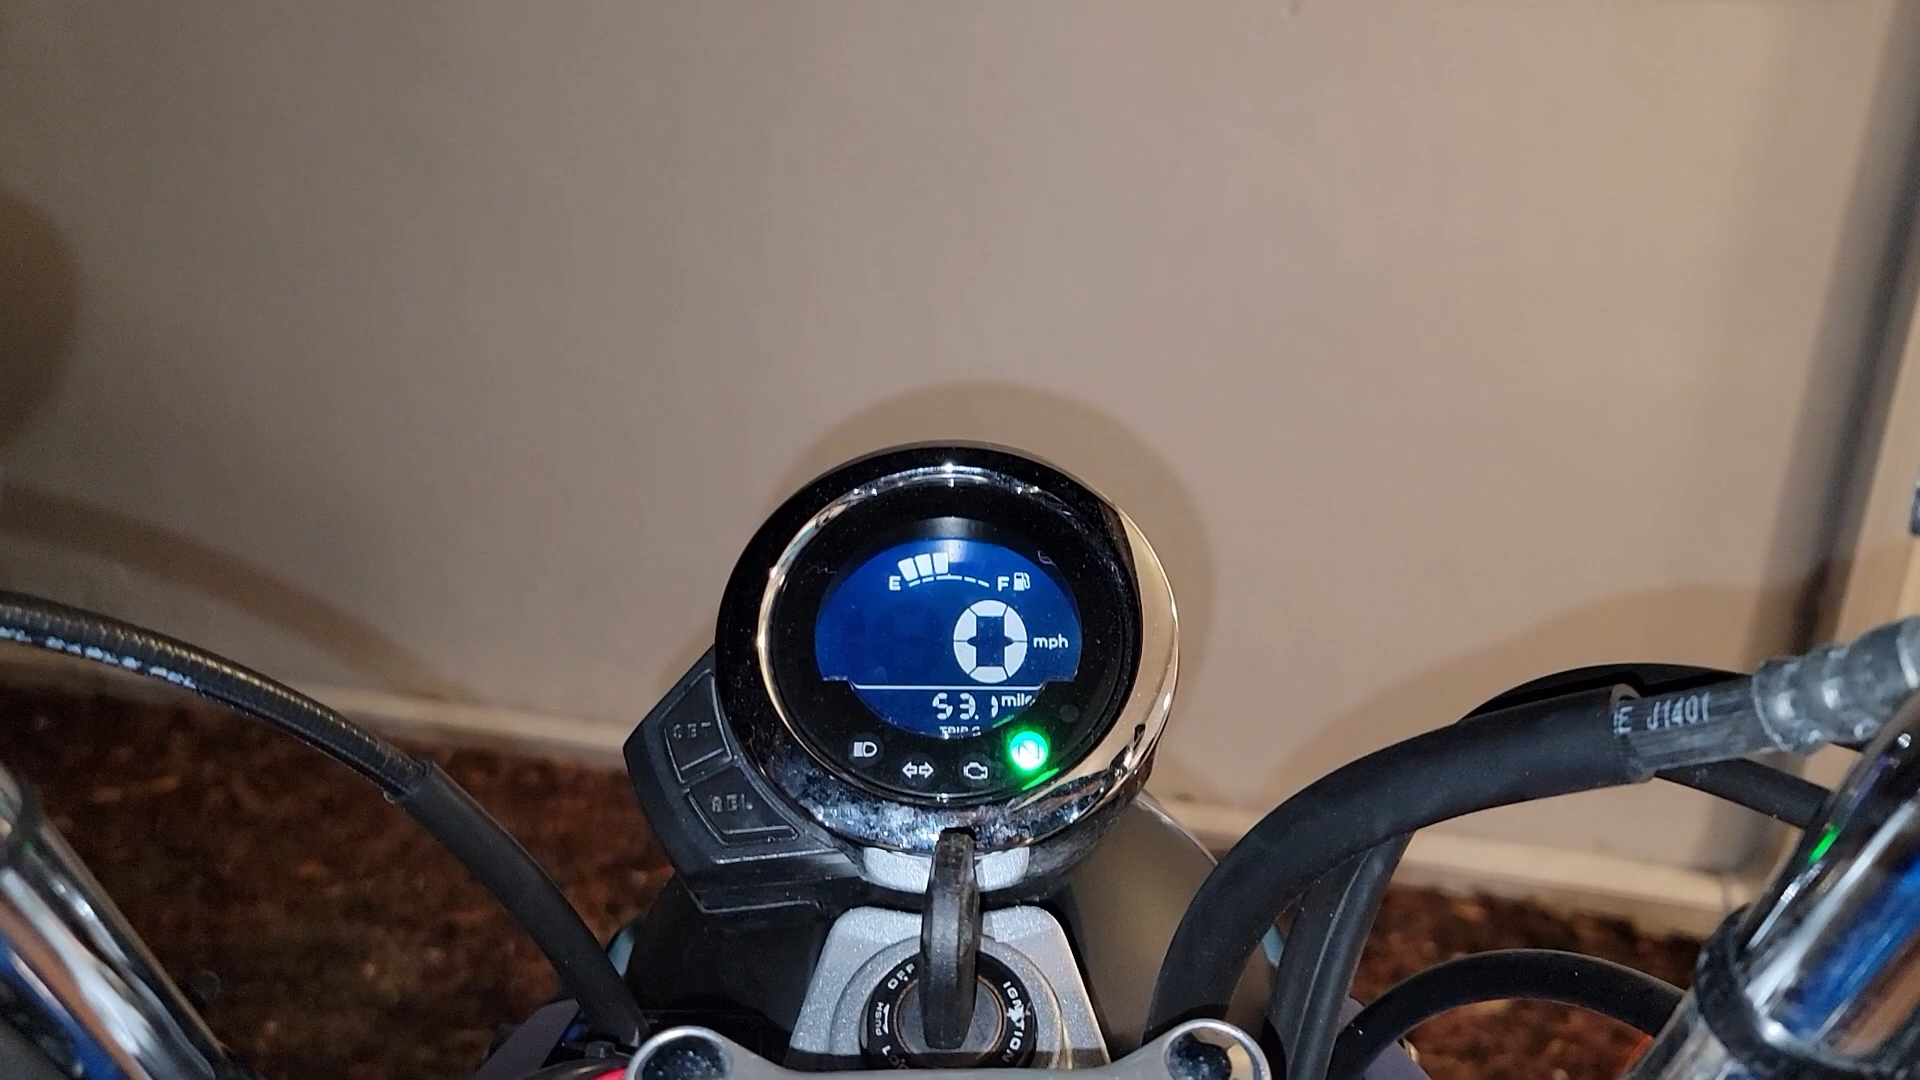 E F
0 mph
53.1 mile
TRIP
SET
SEL
N
OFF
IGNITION
PUSH
E J1401